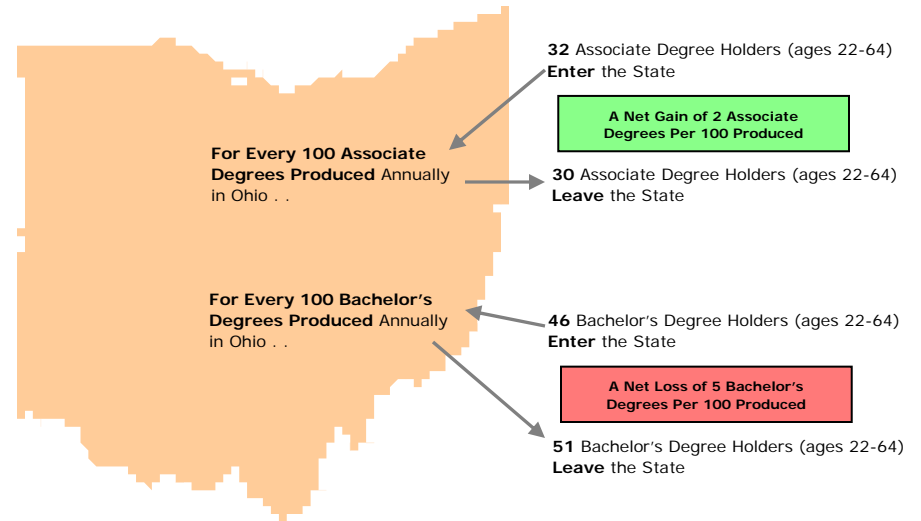 32 Associate Degree Holders (ages 22-64)
Enter the State
A Net Gain of 2 Associate
Degrees Per 100 Produced
For Every 100 Associate
Degrees Produced Annually
in Ohio . .
30 Associate Degree Holders (ages 22-64)
Leave the State
For Every 100 Bachelor's
Degrees Produced Annually
in Ohio . .
46 Bachelor's Degree Holders (ages 22-64)
Enter the State
A Net Loss of 5 Bachelor's
Degrees Per 100 Produced
51 Bachelor's Degree Holders (ages 22-64)
Leave the State